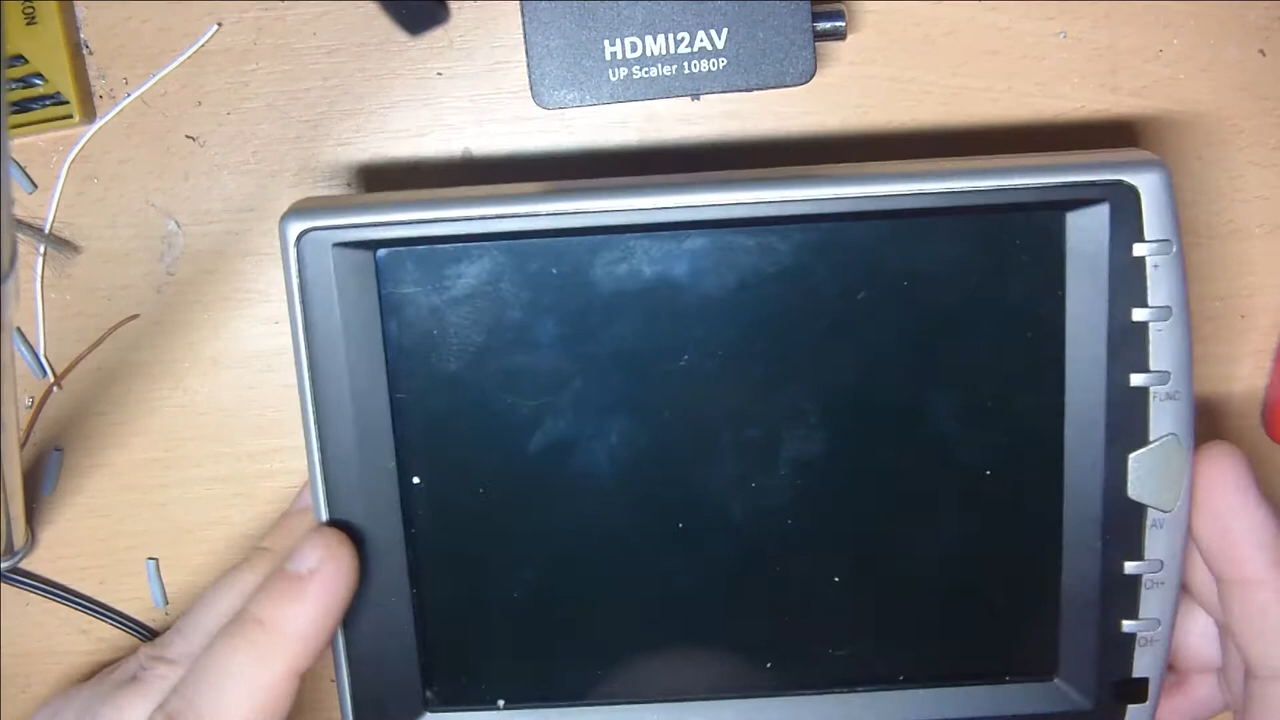 HDMI2AV
UP Scaler 1080P
+
-
FUNC
AV
CH+
CH-